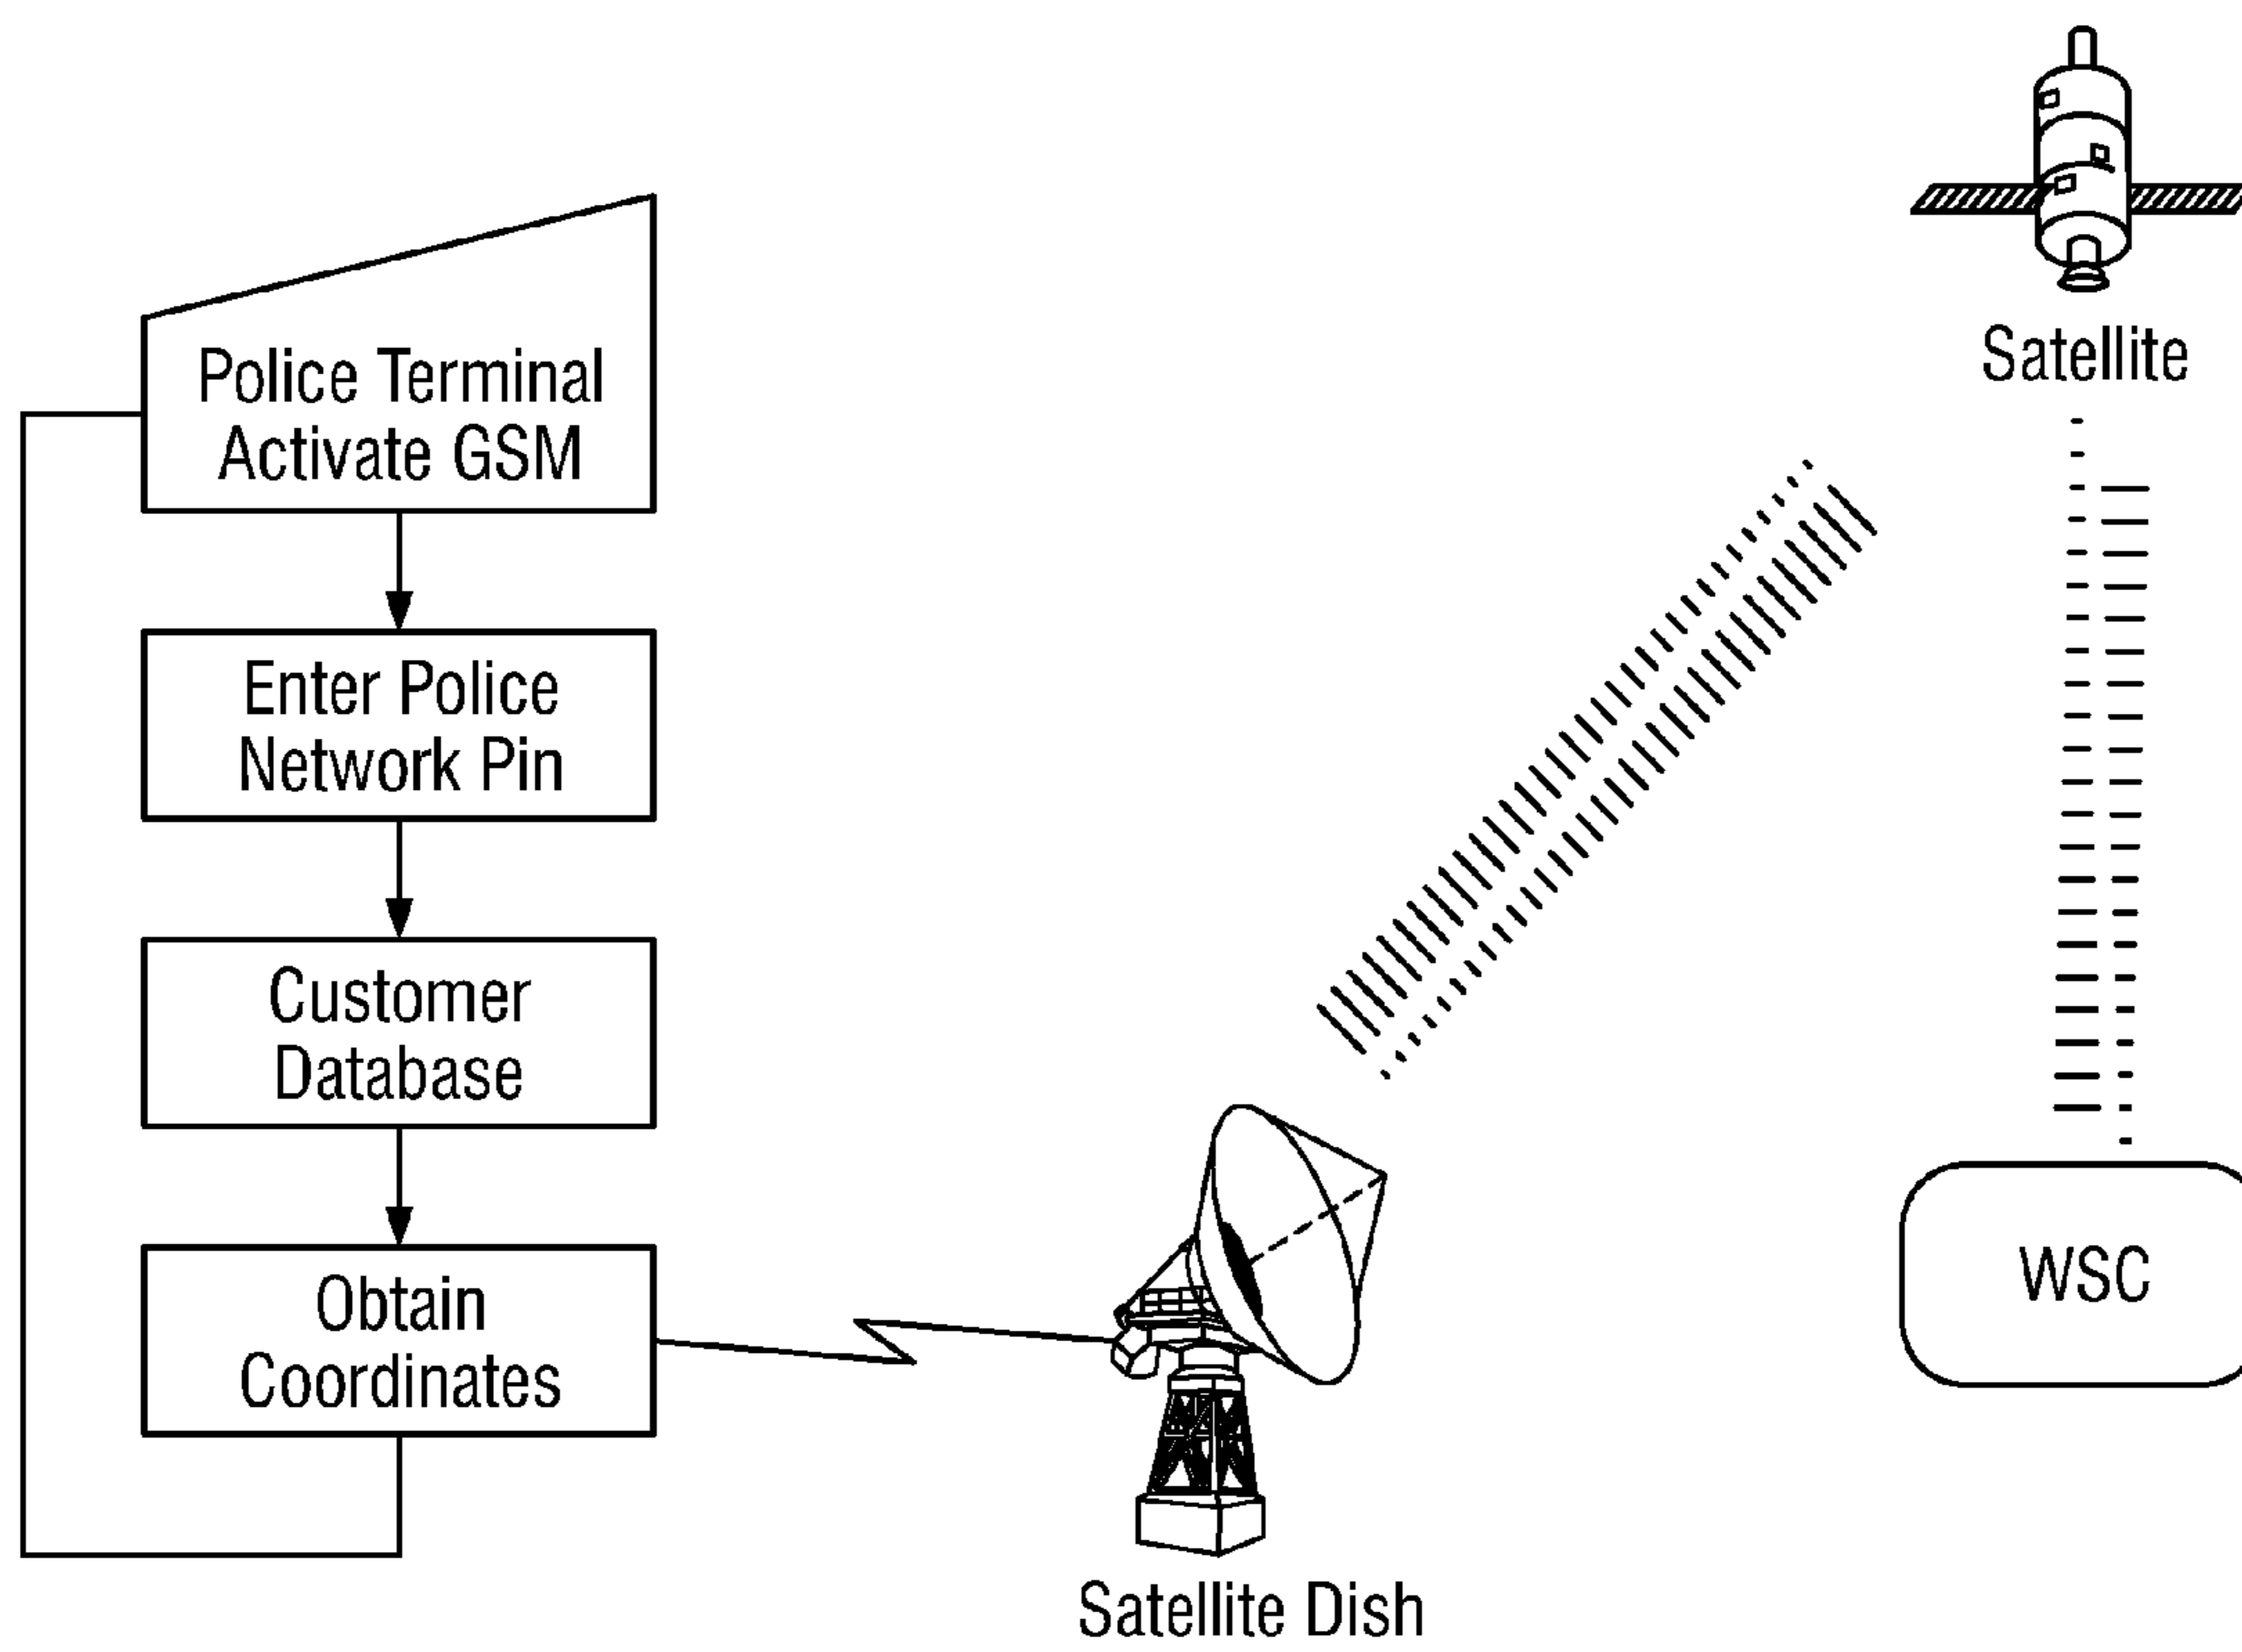 Police Terminal
Activate GSM
Enter Police
Network Pin
Customer
Database
Obtain
Coordinates
Satellite Dish
Satellite
WSC